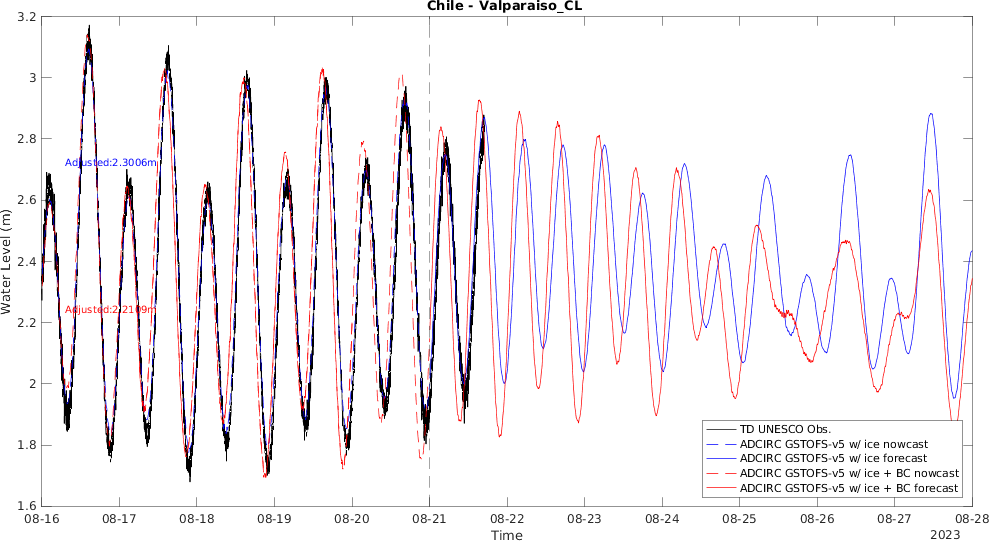 Chile - Valparaiso_CL
3.2
3
2.8
2.6
2.4
2.2
2
1.8
1.6
Water Level (m)
Adjusted:2.3006m
Adjusted:2.2109m
TD UNESCO Obs.
ADCIRC GSTOFS-v5 w/ ice nowcast
ADCIRC GSTOFS-v5 w/ ice forecast
ADCIRC GSTOFS-v5 w/ ice + BC nowcast
ADCIRC GSTOFS-v5 w/ ice + BC forecast
08-16 08-17 08-18 08-19 08-20 08-21 08-22 08-23 08-24 08-25 08-26 08-27 08-28
Time
2023